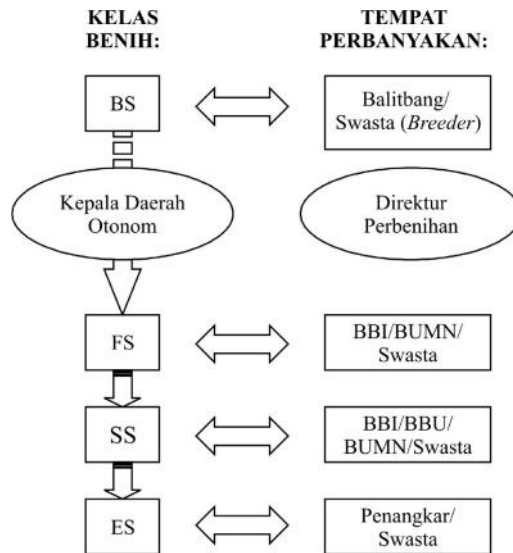 KELAS
BENIH:
TEMPAT
PERBANYAKAN:
BS
Balitbang/
Swasta (Breeder)
Kepala Daerah
Otonom
Direktur
Perbenihan
FS
BBI/BUMN/
Swasta
SS
BBI/BBU/
BUMN/Swasta
ES
Penangkar/
Swasta